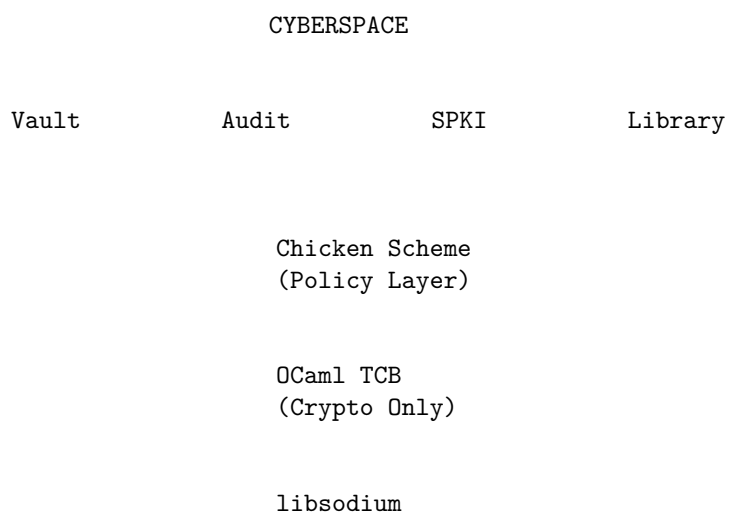 CYBERSPACE
Vault Audit SPKI Library
Chicken Scheme
(Policy Layer)
OCaml TCB
(Crypto Only)
libsodium